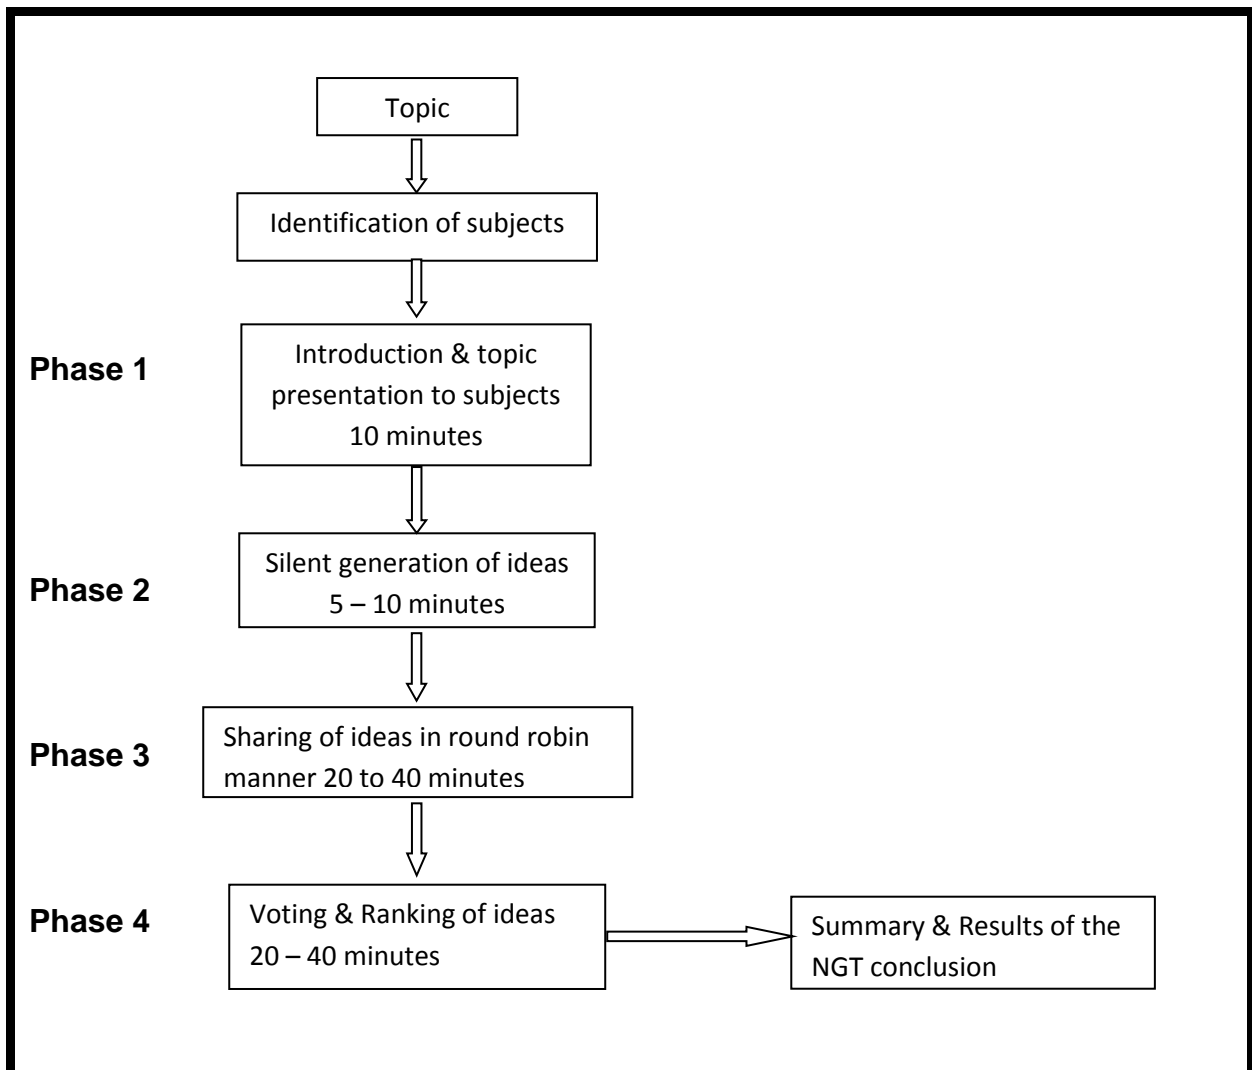 Topic
Identification of subjects
Phase 1
Introduction & topic
presentation to subjects
10 minutes
Phase 2
Silent generation of ideas
5 – 10 minutes
Phase 3
Sharing of ideas in round robin
manner 20 to 40 minutes
Phase 4
Voting & Ranking of ideas
20 – 40 minutes
Summary & Results of the
NGT conclusion